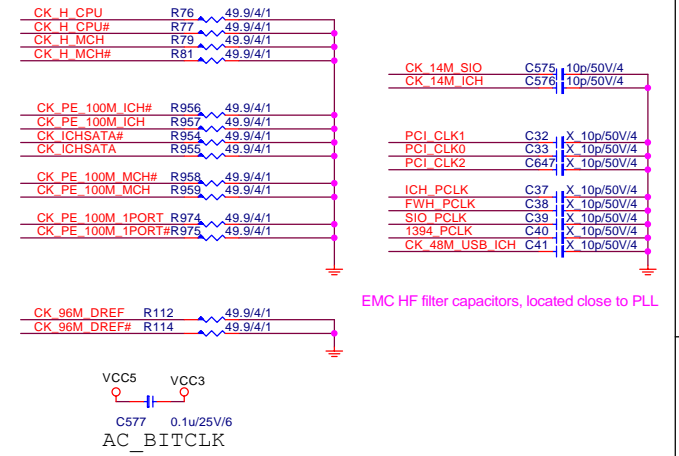 CK_H_CPU R76 49.9/4/1
CK_H_CPU# R77 49.9/4/1
CK_H_MCH R79 49.9/4/1
CK_H_MCH# R81 49.9/4/1
CK_PE_100M_ICH# R956 49.9/4/1
CK_PE_100M_ICH R957 49.9/4/1
CK_ICHSATA# R954 49.9/4/1
CK_ICHSATA R955 49.9/4/1
CK_PE_100M_MCH# R958 49.9/4/1
CK_PE_100M_MCH R959 49.9/4/1
CK_PE_100M_1PORT R974 49.9/4/1
CK_PE_100M_1PORT# R975 49.9/4/1
CK_96M_DREF R112 49.9/4/1
CK_96M_DREF# R114 49.9/4/1
VCC5 VCC3
C577 0.1u/25V/6
AC_BITCLK
CK_14M_SIO C575 10p/50V/4
CK_14M_ICH C576 10p/50V/4
PCI_CLK1 C32 X_10p/50V/4
PCI_CLK0 C33 X_10p/50V/4
PCI_CLK2 C647 X_10p/50V/4
ICH_PCLK C37 X_10p/50V/4
FWH_PCLK C38 X_10p/50V/4
SIO_PCLK C39 X_10p/50V/4
1394_PCLK C40 X_10p/50V/4
CK_48M_USB_ICH C41 X_10p/50V/4
EMC HF filter capacitors, located close to PLL